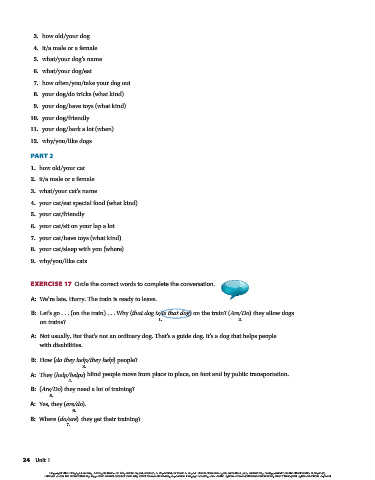 3. how old/your dog
4. it/a male or a female
5. what/your dog's name
6. what/your dog/eat
7. how often/you/take your dog out
8. your dog/do tricks (what kind)
9. your dog/have toys (what kind)
10. your dog/friendly
11. your dog/bark a lot (when)
12. why/you/like dogs
PART 2
1. how old/your cat
2. it/a male or a female
3. what/your cat's name
4. your cat/eat special food (what kind)
5. your cat/friendly
6. your cat/sit on your lap a lot
7. your cat/have toys (what kind)
8. your cat/sleep with you (where)
9. why/you/like cats
EXERCISE 17 Circle the correct words to complete the conversation.
A: We're late. Hurry. The train is ready to leave.
B: Let's go . . . (on the train) . . . Why (that dog is/is that dog) on the train? (Are/Do) they allow dogs
1. 2.
on trains?
A: Not usually. But that's not an ordinary dog. That's a guide dog. It's a dog that helps people
with disabilities.
B: How (do they help/they help) people?
3.
A: They (help/helps) blind people move from place to place, on foot and by public transportation.
4.
B: (Are/Do) they need a lot of training?
5.
A: Yes, they (are/do).
6.
B: Where (do/are) they get their training?
7.
24 Unit 1